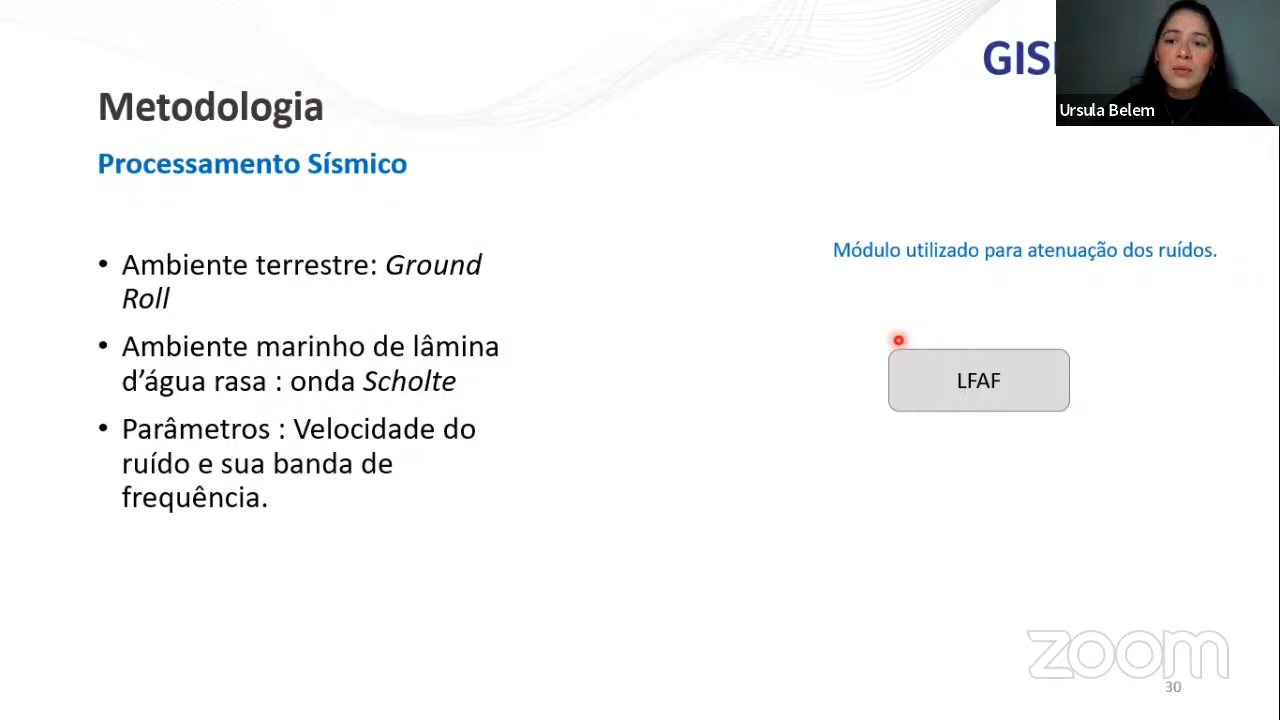 GIS
Ursula Belem
Metodologia
Processamento Sísmico
Módulo utilizado para atenuação dos ruídos.
• Ambiente terrestre: Ground
Roll
• Ambiente marinho de lâmina
d’água rasa : onda Scholte
• Parâmetros : Velocidade do
ruído e sua banda de
frequência.
LFAF
zoom
30